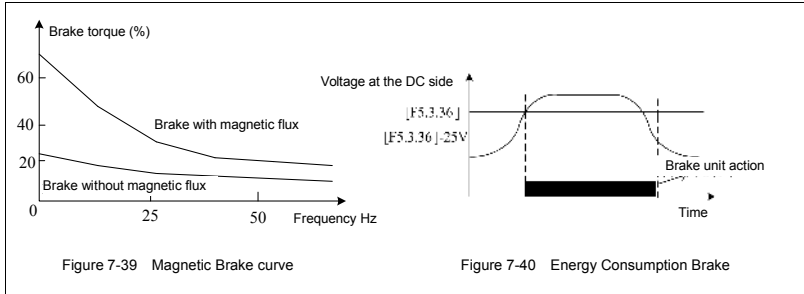 Brake torque (%)
60
40
20
0
25
50
Frequency Hz
Brake with magnetic flux
Brake without magnetic flux
Figure 7-39 Magnetic Brake curve
Voltage at the DC side
[F5.3.36]
[F5.3.36]-25V
Brake unit action
Time
Figure 7-40 Energy Consumption Brake